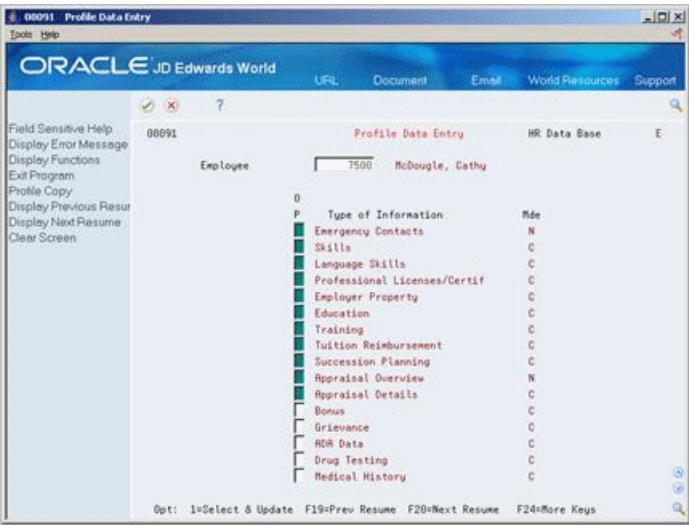 00091 Profile Data Entry
Tools Help
ORACLE JD Edwards World
URL Document Email World Resources Support
?
Field Sensitive Help
Display Error Message
Display Functions
Exit Program
Profile Copy
Display Previous Resur
Display Next Resume
Clear Screen
00091 Profile Data Entry HR Data Base E
Employee 7500 McDougle, Cathy
O
P Type of Information Mde
Emergency Contacts N
Skills C
Language Skills C
Professional Licenses/Certif C
Employer Property C
Education C
Training C
Tuition Reimbursement C
Succession Planning C
Appraisal Overview N
Appraisal Details C
Bonus C
Grievance C
ADA Data C
Drug Testing C
Medical History C
Opt: 1=Select & Update F19=Prev Resume F20=Next Resume F24=More Keys